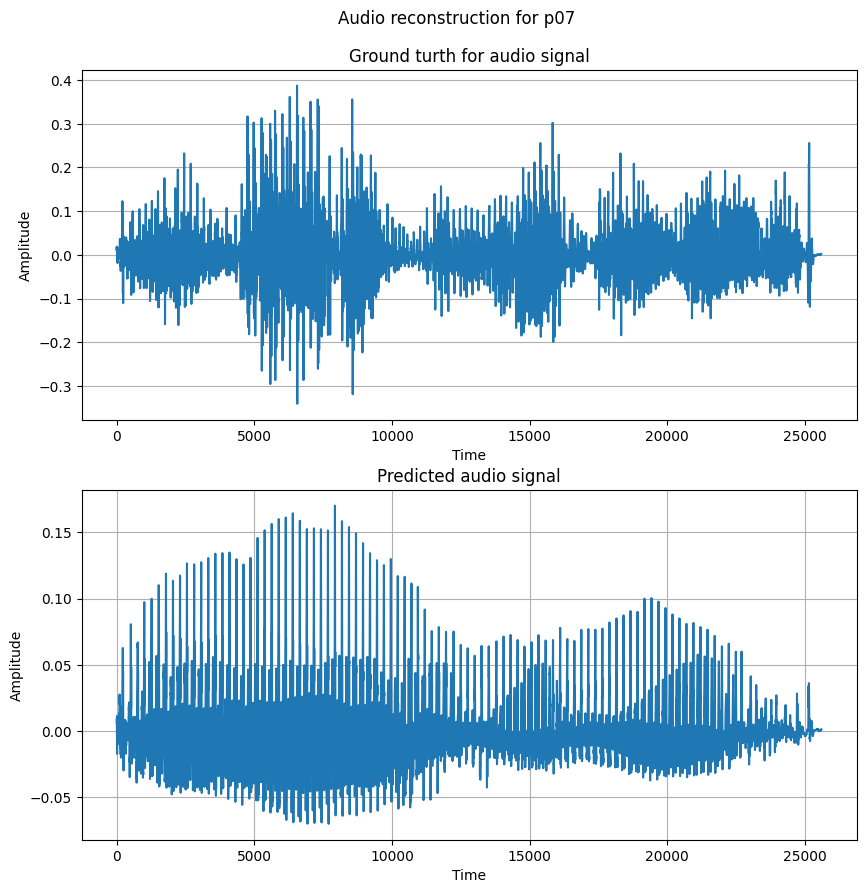 Audio reconstruction for p07
Ground turth for audio signal
0.4
0.3
0.2
0.1
0.0
−0.1
−0.2
−0.3
Amplitude
0 5000 10000 15000 20000 25000
Time
Predicted audio signal
0.15
0.10
0.05
0.00
−0.05
Amplitude
0 5000 10000 15000 20000 25000
Time